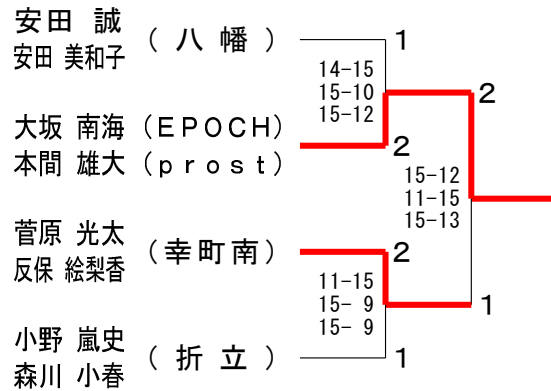 安田 誠
安田 美和子
(八幡)
1
14-15
15-10
15-12
2
大坂 南海 (EPOCH)
本間 雄大 (prost)
2
15-12
11-15
15-13
菅原 光太
反保 絵梨香
(幸町南)
2
11-15
15- 9
15- 9
1
小野 嵐史
森川 小春
(折立)
1